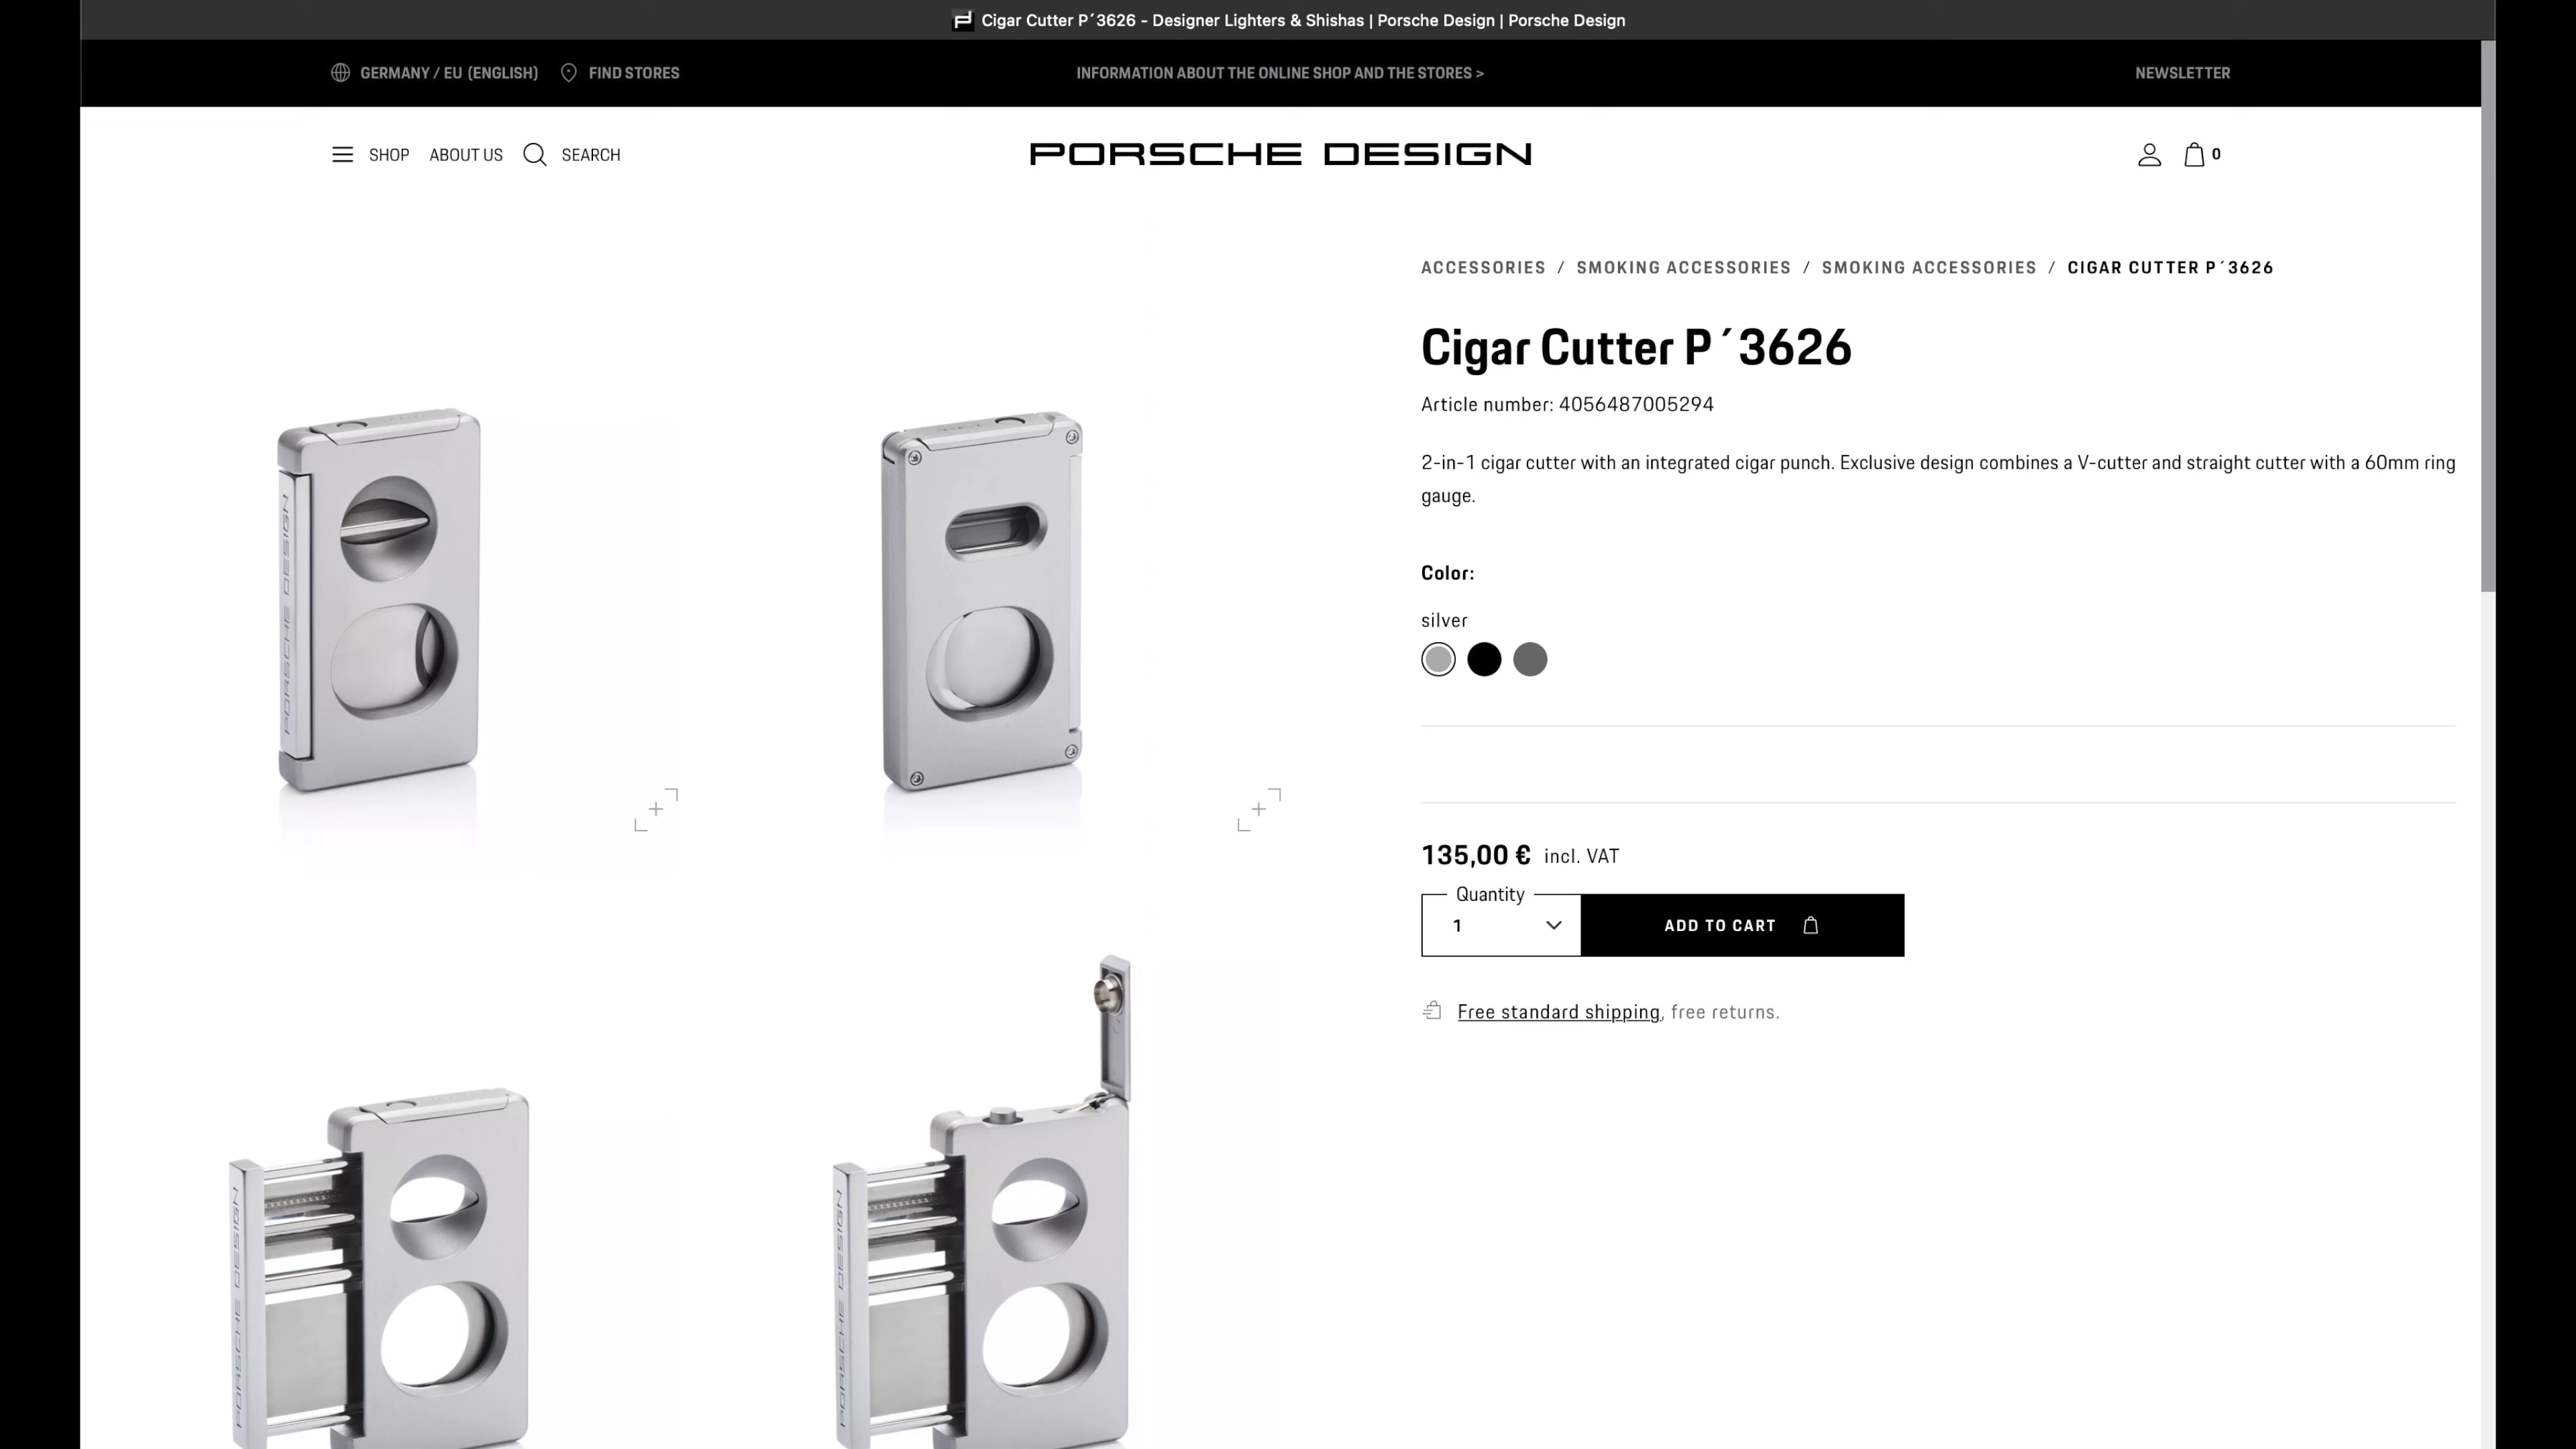 Cigar Cutter P´3626 - Designer Lighters & Shishas | Porsche Design | Porsche Design
GERMANY / EU (ENGLISH)
FIND STORES
INFORMATION ABOUT THE ONLINE SHOP AND THE STORES >
NEWSLETTER
SHOP
ABOUT US
SEARCH
PORSCHE DESIGN
0
ACCESSORIES / SMOKING ACCESSORIES / SMOKING ACCESSORIES / CIGAR CUTTER P´3626
Cigar Cutter P´3626
Article number: 4056487005294
2-in-1 cigar cutter with an integrated cigar punch. Exclusive design combines a V-cutter and straight cutter with a 60mm ring
gauge.
Color:
silver
135,00 € incl. VAT
Quantity
1
ADD TO CART
Free standard shipping, free returns.
PORSCHE DESIGN
PORSCHE DESIGN
PORSCHE DESIGN